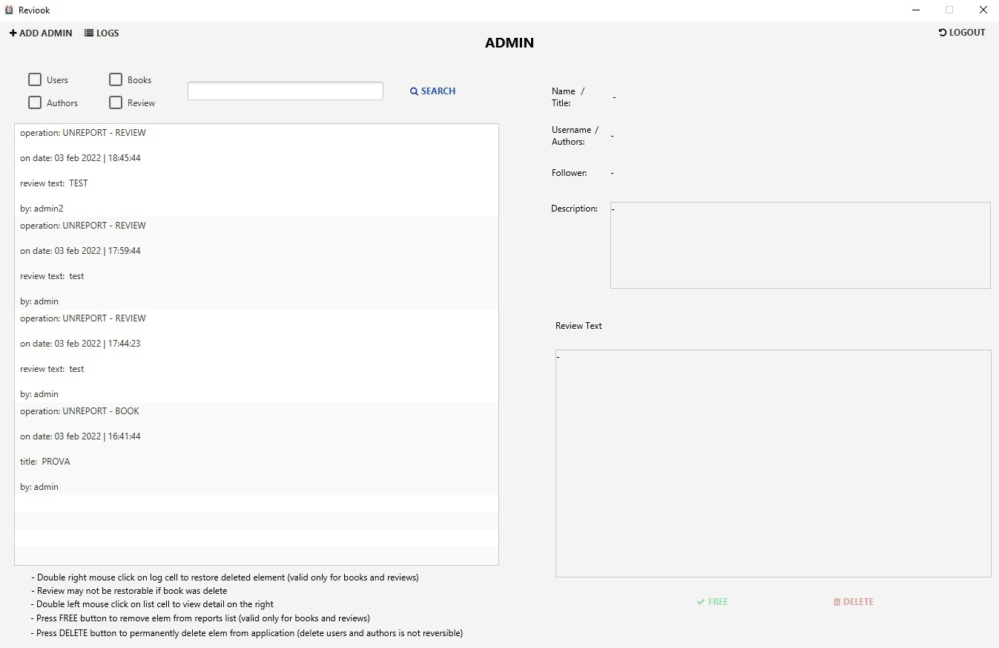 Reviook
ADD ADMIN LOGS
ADMIN
LOGOUT
Users Books
Authors Review
SEARCH
operation: UNREPORT - REVIEW
on date: 03 feb 2022 | 18:45:44
review text:  TEST
by: admin2
operation: UNREPORT - REVIEW
on date: 03 feb 2022 | 17:59:44
review text:  test
by: admin
operation: UNREPORT - REVIEW
on date: 03 feb 2022 | 17:44:23
review text:  test
by: admin
operation: UNREPORT - BOOK
on date: 03 feb 2022 | 16:41:44
title:  PROVA
by: admin
- Double right mouse click on log cell to restore deleted element (valid only for books and reviews)
- Review may not be restorable if book was delete
- Double left mouse click on list cell to view detail on the right
- Press FREE button to remove elem from reports list (valid only for books and reviews)
- Press DELETE button to permanently delete elem from application (delete users and authors is not reversible)
Name /
Title: -
Username /
Authors: -
Follower: -
Description: -
Review Text
-
FREE DELETE